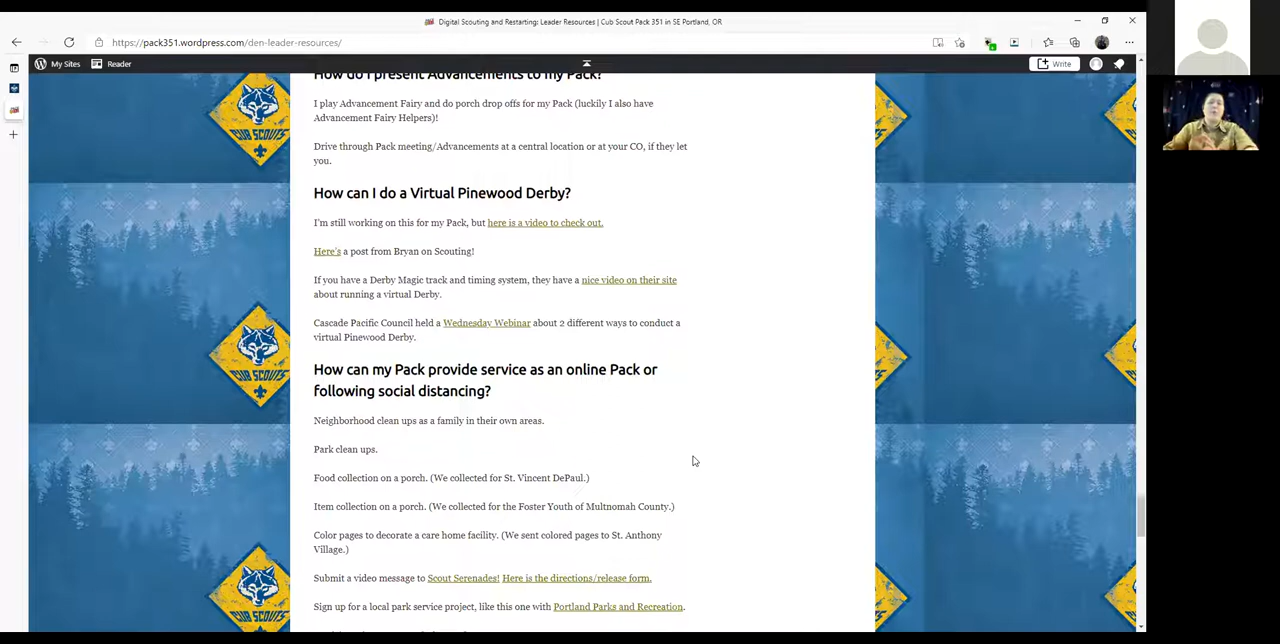 Digital Scouting and Restarting: Leader Resources | Cub Scout Pack 351 in SE Portland, OR
https://pack351.wordpress.com/den-leader-resources/
My Sites Reader Write
How do I present Advancements to my Pack?
I play Advancement Fairy and do porch drop offs for my Pack (luckily I also have
Advancement Fairy Helpers)!
Drive through Pack meeting/Advancements at a central location or at your CO, if they let
you.
How can I do a Virtual Pinewood Derby?
I'm still working on this for my Pack, but here is a video to check out.
Here's a post from Bryan on Scouting!
If you have a Derby Magic track and timing system, they have a nice video on their site
about running a virtual Derby.
Cascade Pacific Council held a Wednesday Webinar about 2 different ways to conduct a
virtual Pinewood Derby.
How can my Pack provide service as an online Pack or
following social distancing?
Neighborhood clean ups as a family in their own areas.
Park clean ups.
Food collection on a porch. (We collected for St. Vincent DePaul.)
Item collection on a porch. (We collected for the Foster Youth of Multnomah County.)
Color pages to decorate a care home facility. (We sent colored pages to St. Anthony
Village.)
Submit a video message to Scout Serenades! Here is the directions/release form.
Sign up for a local park service project, like this one with Portland Parks and Recreation.
CUB SCOUTS
CUB SCOUTS
CUB SCOUTS